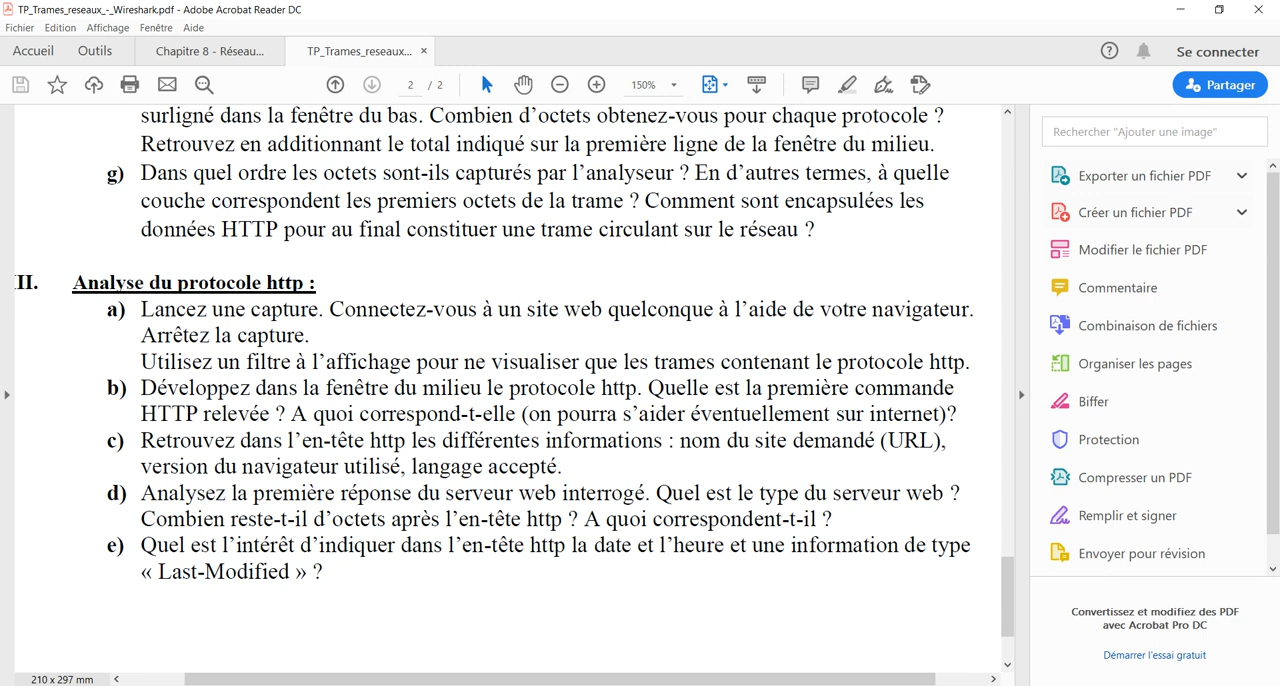 TP_Trames_reseaux_-_Wireshark.pdf - Adobe Acrobat Reader DC
Fichier Edition Affichage Fenêtre Aide
Accueil Outils Chapitre 8 - Réseau... TP_Trames_reseaux... × Se connecter
2 / 2 150% Partager
surligné dans la fenêtre du bas. Combien d’octets obtenez-vous pour chaque protocole ?
Retrouvez en additionnant le total indiqué sur la première ligne de la fenêtre du milieu.
g) Dans quel ordre les octets sont-ils capturés par l’analyseur ? En d’autres termes, à quelle
couche correspondent les premiers octets de la trame ? Comment sont encapsulées les
données HTTP pour au final constituer une trame circulant sur le réseau ?
II. Analyse du protocole http :
a) Lancez une capture. Connectez-vous à un site web quelconque à l’aide de votre navigateur.
Arrêtez la capture.
Utilisez un filtre à l’affichage pour ne visualiser que les trames contenant le protocole http.
b) Développez dans la fenêtre du milieu le protocole http. Quelle est la première commande
HTTP relevée ? A quoi correspond-t-elle (on pourra s’aider éventuellement sur internet)?
c) Retrouvez dans l’en-tête http les différentes informations : nom du site demandé (URL),
version du navigateur utilisé, langage accepté.
d) Analysez la première réponse du serveur web interrogé. Quel est le type du serveur web ?
Combien reste-t-il d’octets après l’en-tête http ? A quoi correspondent-t-il ?
e) Quel est l’intérêt d’indiquer dans l’en-tête http la date et l’heure et une information de type
« Last-Modified » ?
210 x 297 mm
Rechercher "Ajouter une image"
Exporter un fichier PDF
Créer un fichier PDF
Modifier le fichier PDF
Commentaire
Combinaison de fichiers
Organiser les pages
Biffer
Protection
Compresser un PDF
Remplir et signer
Envoyer pour révision
Convertissez et modifiez des PDF
avec Acrobat Pro DC
Démarrer l'essai gratuit